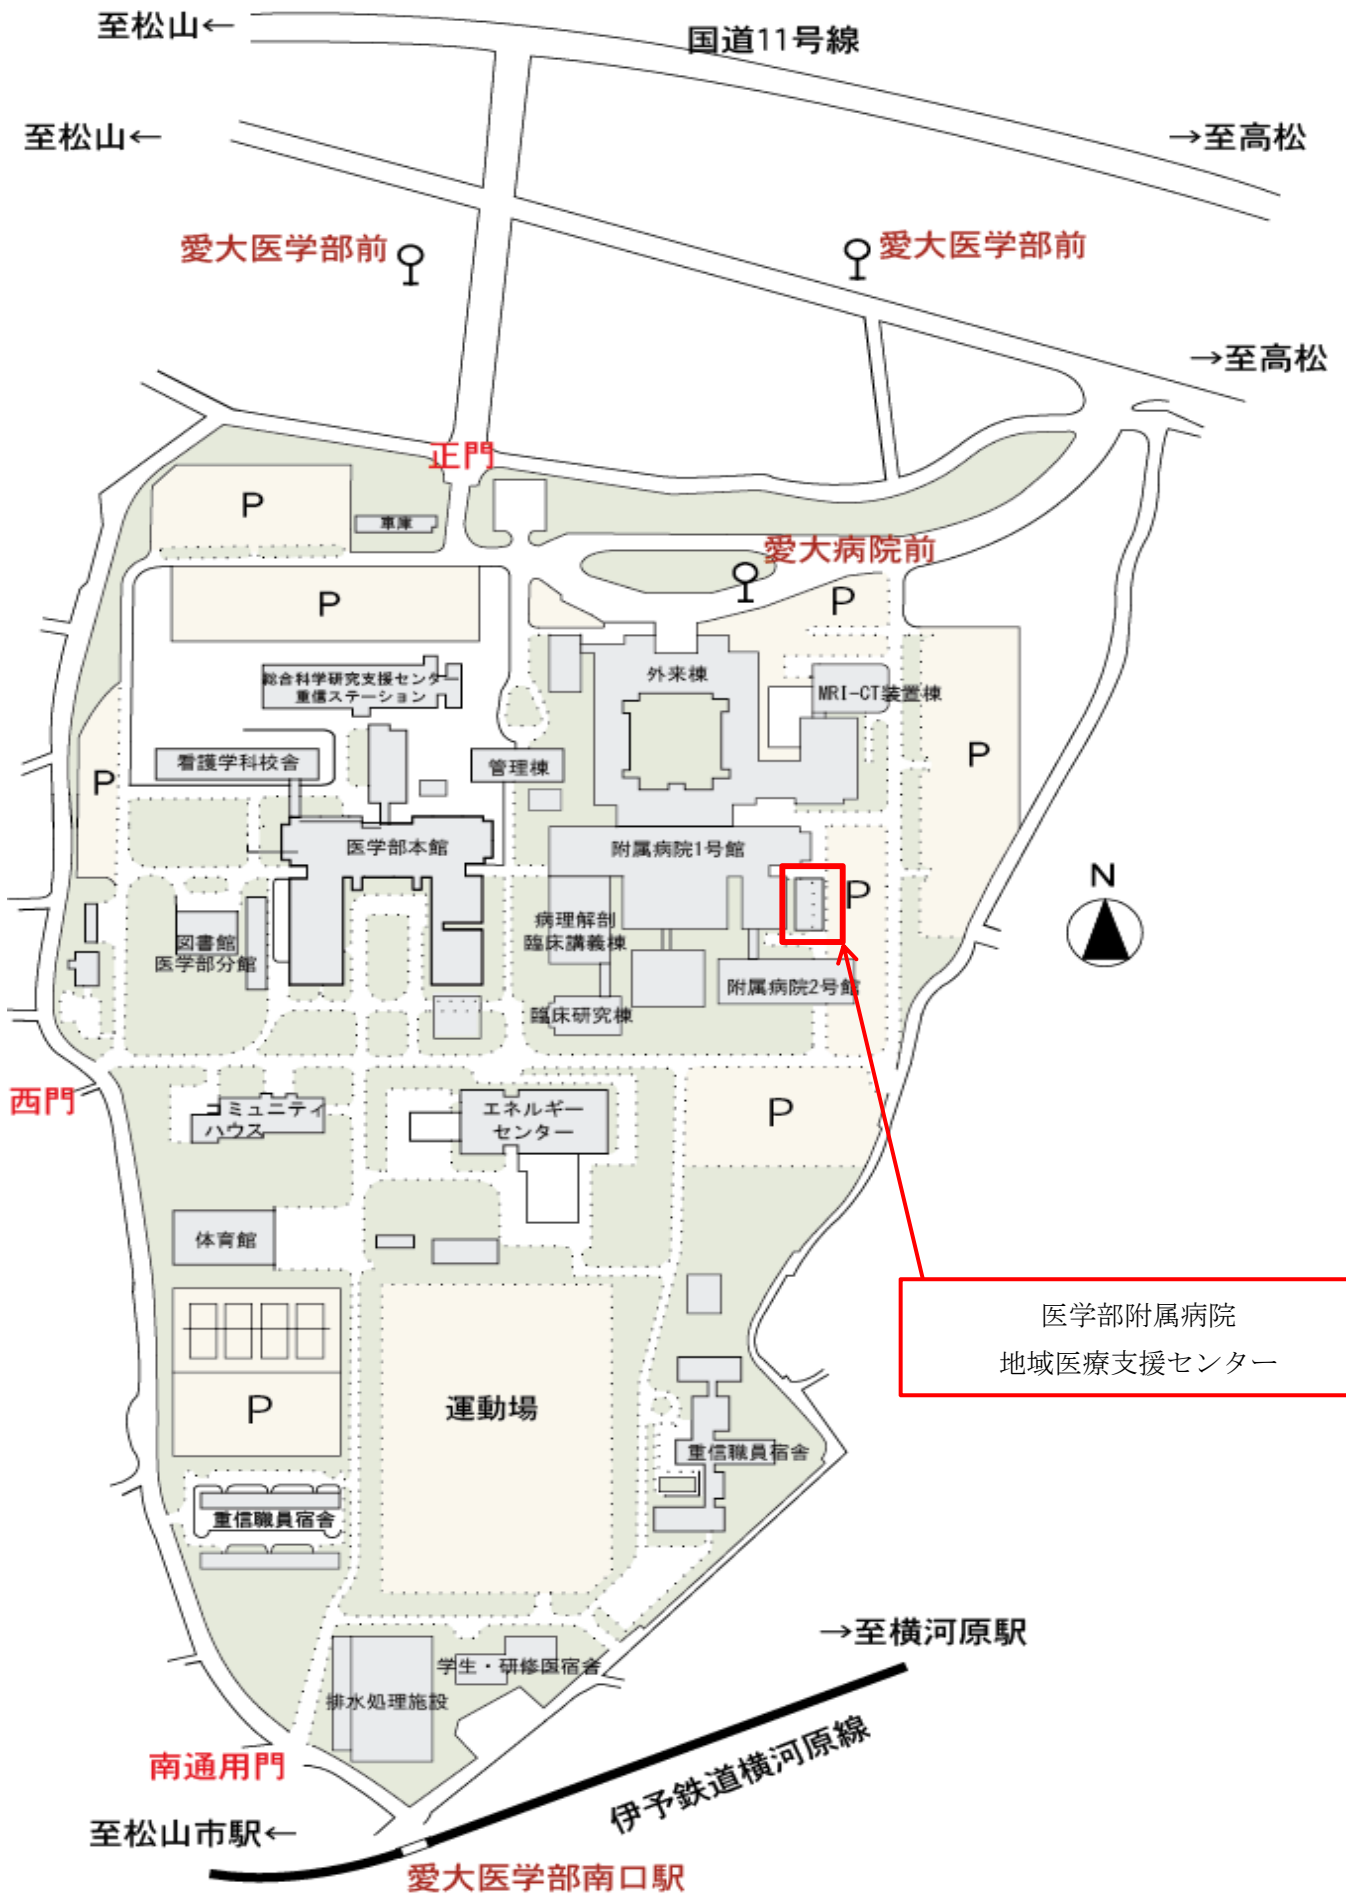 至松山←
国道11号線
至松山←
→至高松
愛大医学部前
愛大医学部前
→至高松
正門
P
車庫
愛大病院前
P
P
外来棟
総合科学研究支援センター
重信ステーション
MRI-CT装置棟
看護学科校舎
管理棟
P
P
医学部本館
附属病院1号館
N
P
病理解剖
臨床講義棟
図書館
医学部分館
附属病院2号館
臨床研究棟
西門
コミュニティ
ハウス
エネルギー
センター
P
体育館
医学部附属病院
地域医療支援センター
P
運動場
重信職員宿舎
重信職員宿舎
→至横河原駅
学生・研修医宿舎
排水処理施設
南通用門
伊予鉄道横河原線
至松山市駅←
愛大医学部南口駅